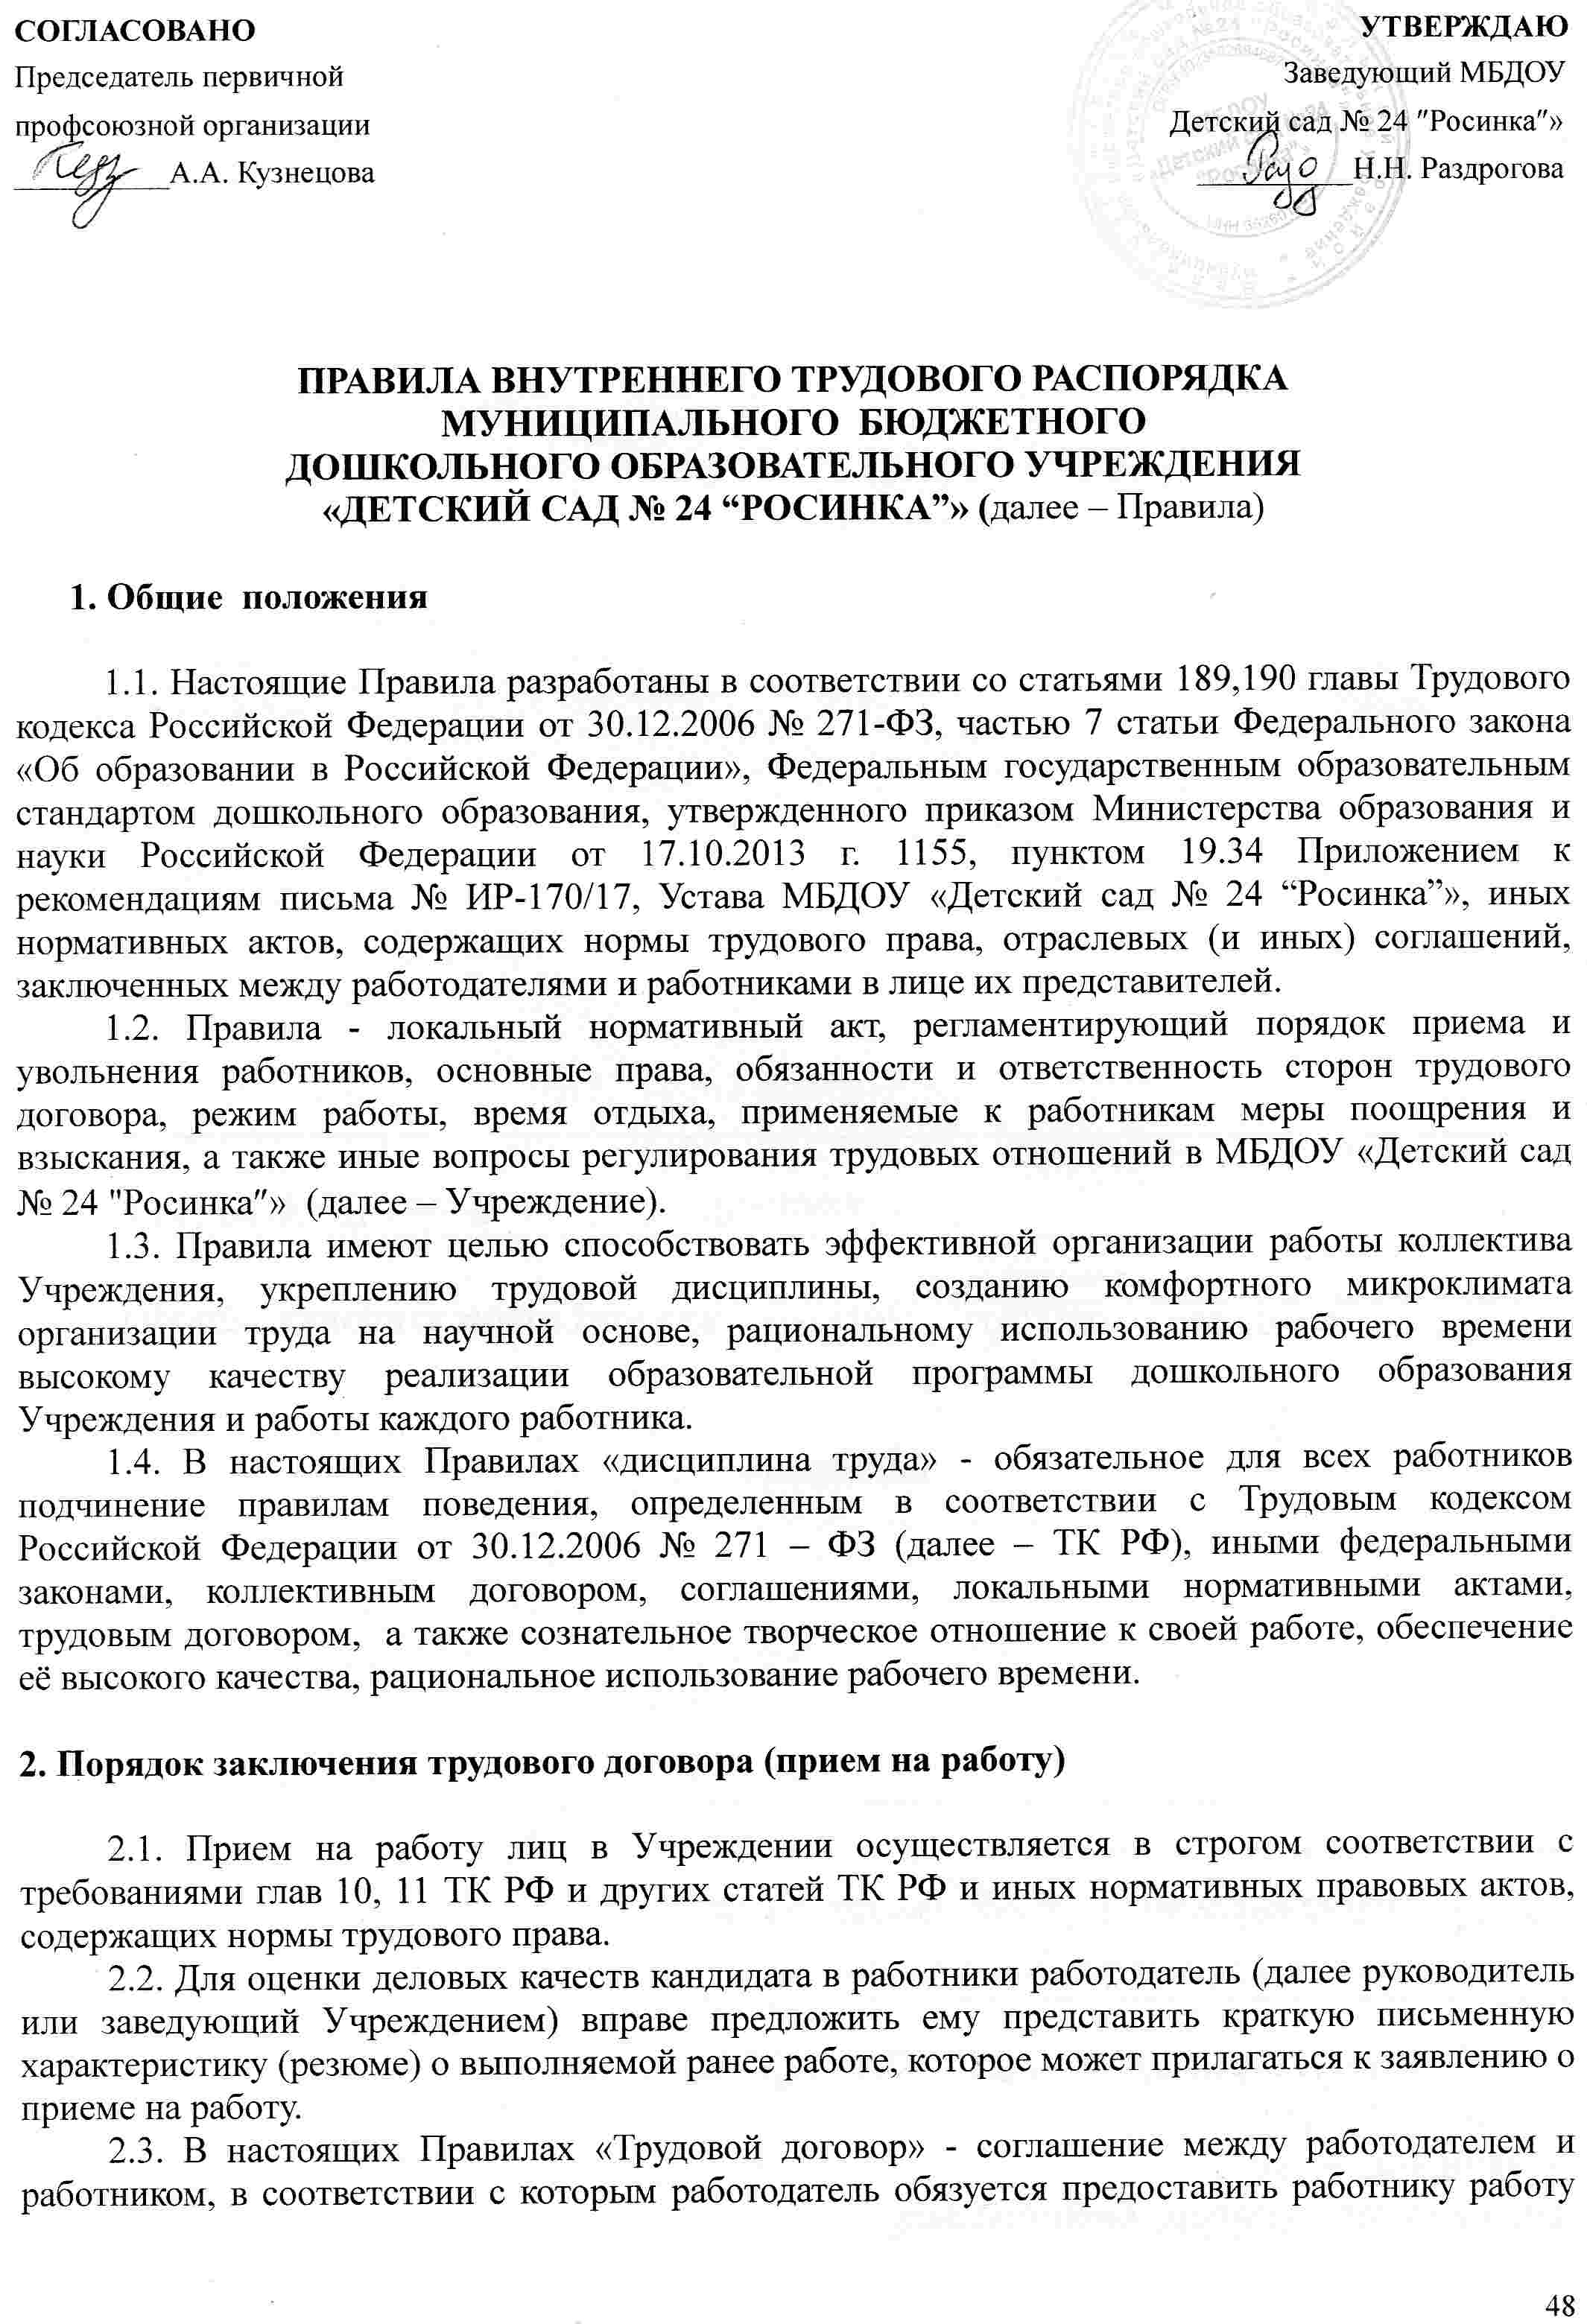 СОГЛАСОВАНО
Председатель первичной
профсоюзной организации
А.А. Кузнецова
УТВЕРЖДАЮ
Заведующий МБДОУ
Детский сад № 24 "Росинка"»
Н.Н. Раздрогова
ПРАВИЛА ВНУТРЕННЕГО ТРУДОВОГО РАСПОРЯДКА
МУНИЦИПАЛЬНОГО БЮДЖЕТНОГО
ДОШКОЛЬНОГО ОБРАЗОВАТЕЛЬНОГО УЧРЕЖДЕНИЯ
«ДЕТСКИЙ САД № 24 “РОСИНКА”» (далее – Правила)
1. Общие положения
1.1. Настоящие Правила разработаны в соответствии со статьями 189,190 главы Трудового
кодекса Российской Федерации от 30.12.2006 № 271-ФЗ, частью 7 статьи Федерального закона
«Об образовании в Российской Федерации», Федеральным государственным образовательным
стандартом дошкольного образования, утвержденного приказом Министерства образования и
науки Российской Федерации от 17.10.2013 г. 1155, пунктом 19.34 Приложением к
рекомендациям письма № ИР-170/17, Устава МБДОУ «Детский сад № 24 “Росинка”», иных
нормативных актов, содержащих нормы трудового права, отраслевых (и иных) соглашений,
заключенных между работодателями и работниками в лице их представителей.
1.2. Правила - локальный нормативный акт, регламентирующий порядок приема и
увольнения работников, основные права, обязанности и ответственность сторон трудового
договора, режим работы, время отдыха, применяемые к работникам меры поощрения и
взыскания, а также иные вопросы регулирования трудовых отношений в МБДОУ «Детский сад
№ 24 "Росинка"» (далее – Учреждение).
1.3. Правила имеют целью способствовать эффективной организации работы коллектива
Учреждения, укреплению трудовой дисциплины, созданию комфортного микроклимата
организации труда на научной основе, рациональному использованию рабочего времени
высокому качеству реализации образовательной программы дошкольного образования
Учреждения и работы каждого работника.
1.4. В настоящих Правилах «дисциплина труда» - обязательное для всех работников
подчинение правилам поведения, определенным в соответствии с Трудовым кодексом
Российской Федерации от 30.12.2006 № 271 – ФЗ (далее – ТК РФ), иными федеральными
законами, коллективным договором, соглашениями, локальными нормативными актами,
трудовым договором, а также сознательное творческое отношение к своей работе, обеспечение
её высокого качества, рациональное использование рабочего времени.
2. Порядок заключения трудового договора (прием на работу)
2.1. Прием на работу лиц в Учреждении осуществляется в строгом соответствии с
требованиями глав 10, 11 ТК РФ и других статей ТК РФ и иных нормативных правовых актов,
содержащих нормы трудового права.
2.2. Для оценки деловых качеств кандидата в работники работодатель (далее руководитель
или заведующий Учреждением) вправе предложить ему представить краткую письменную
характеристику (резюме) о выполняемой ранее работе, которое может прилагаться к заявлению о
приеме на работу.
2.3. В настоящих Правилах «Трудовой договор» - соглашение между работодателем и
работником, в соответствии с которым работодатель обязуется предоставить работнику работу
48